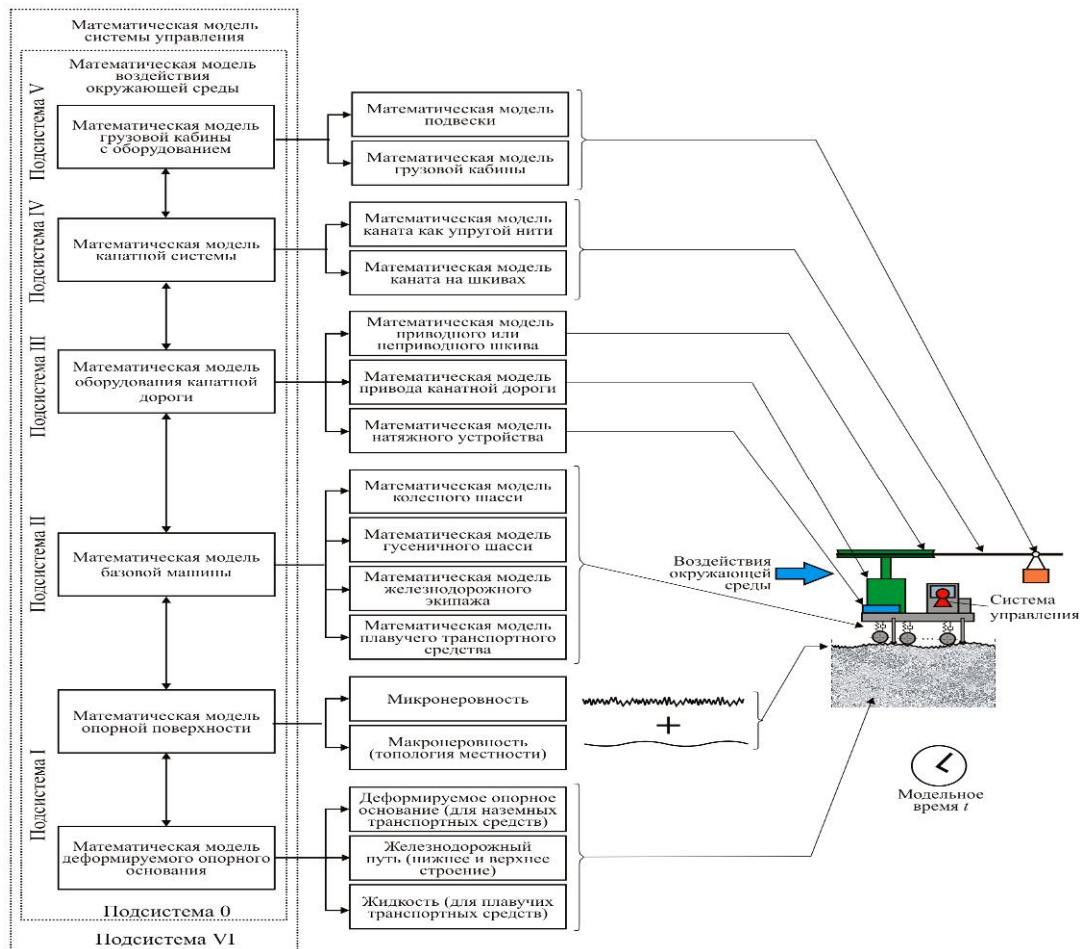 Математическая модель
системы управления
Математическая модель
воздействия
окружающей среды
Подсистема V
Математическая модель
грузовой кабины
с оборудованием
Математическая модель
подвески
Математическая модель
грузовой кабины
Подсистема IV
Математическая модель
канатной системы
Математическая модель
каната как упругой нити
Математическая модель
каната на шкивах
Подсистема III
Математическая модель
оборудования канатной
дороги
Математическая модель
приводного или
неприводного шкива
Математическая модель
привода канатной дороги
Математическая модель
натяжного устройства
Подсистема II
Математическая модель
базовой машины
Математическая модель
колесного шасси
Математическая модель
гусеничного шасси
Математическая модель
железнодорожного
экипажа
Математическая модель
плавучего транспортного
средства
Воздействия
окружающей
среды
Система
управления
Подсистема I
Математическая модель
опорной поверхности
Микронеровность
+
Макронеровность
(топология местности)
Модельное
время t
Математическая модель
деформируемого опорного
основания
Деформируемое опорное
основание (для наземных
транспортных средств)
Железнодорожный
путь (нижнее и верхнее
строение)
Жидкость (для плавучих
транспортных средств)
Подсистема 0
Подсистема VI